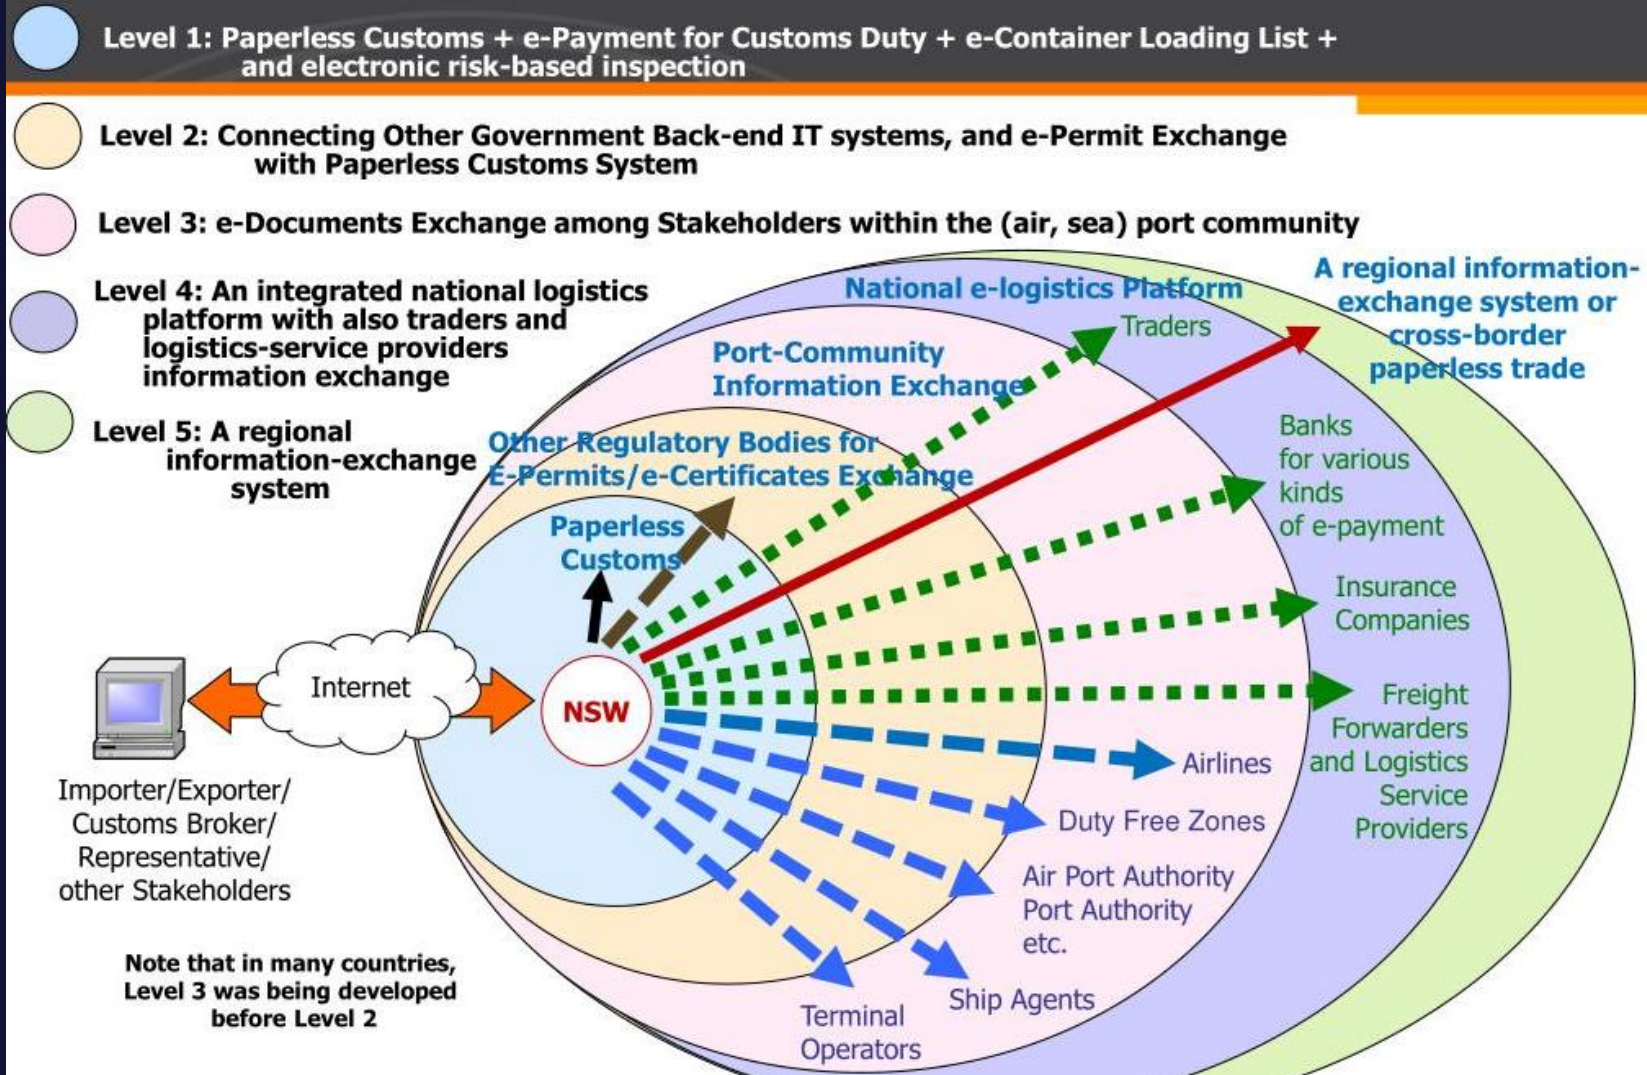 Level 1: Paperless Customs + e-Payment for Customs Duty + e-Container Loading List +
and electronic risk-based inspection
Level 2: Connecting Other Government Back-end IT systems, and e-Permit Exchange
with Paperless Customs System
Level 3: e-Documents Exchange among Stakeholders within the (air, sea) port community
Level 4: An integrated national logistics
platform with also traders and
logistics-service providers
information exchange
Level 5: A regional
information-exchange
system
National e-logistics Platform
A regional information-
exchange system or
cross-border
paperless trade
Traders
Port-Community
Information Exchange
Other Regulatory Bodies for
E-Permits/e-Certificates Exchange
Paperless
Customs
Banks
for various
kinds
of e-payment
Insurance
Companies
Internet
NSW
Freight
Forwarders
and Logistics
Service
Providers
Airlines
Duty Free Zones
Air Port Authority
Port Authority
etc.
Ship Agents
Terminal
Operators
Importer/Exporter/
Customs Broker/
Representative/
other Stakeholders
Note that in many countries,
Level 3 was being developed
before Level 2